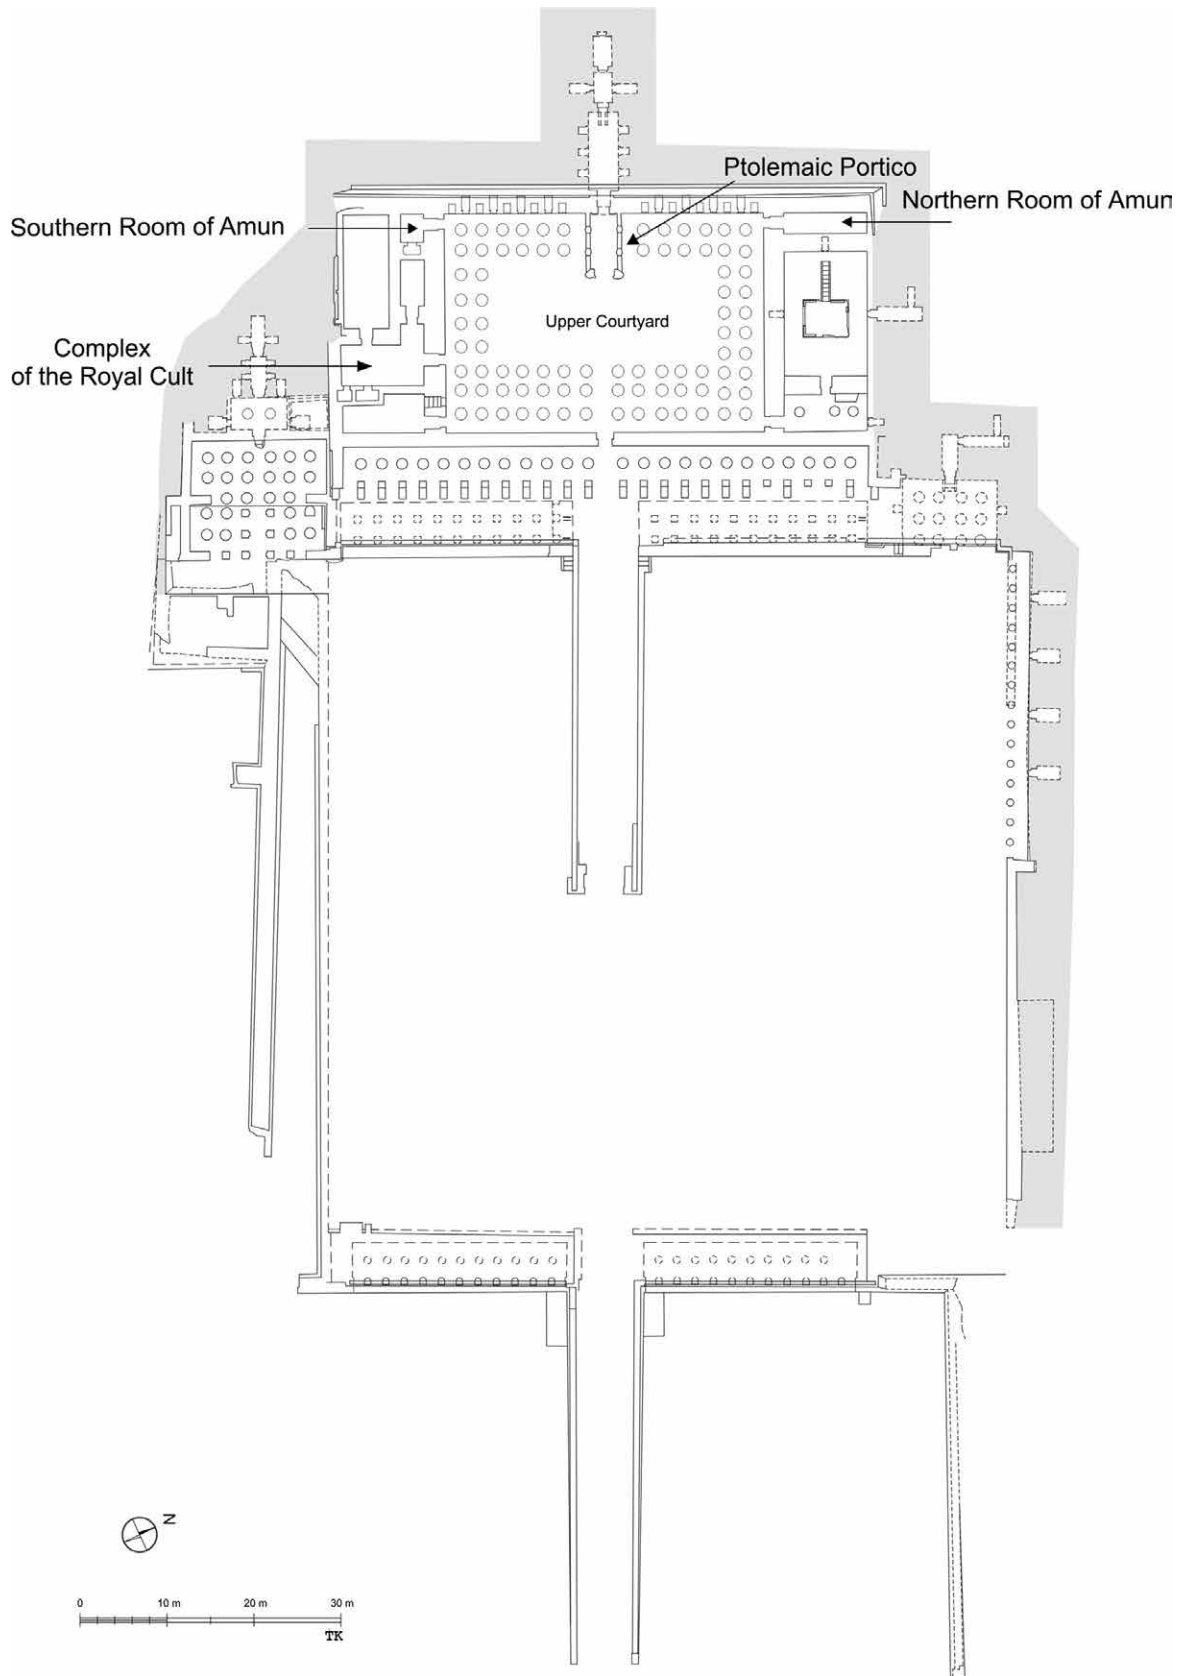 Ptolemaic Portico
Northern Room of Amun
Southern Room of Amun
Upper Courtyard
Complex
of the Royal Cult
N
0 10 m 20 m 30 m
TK